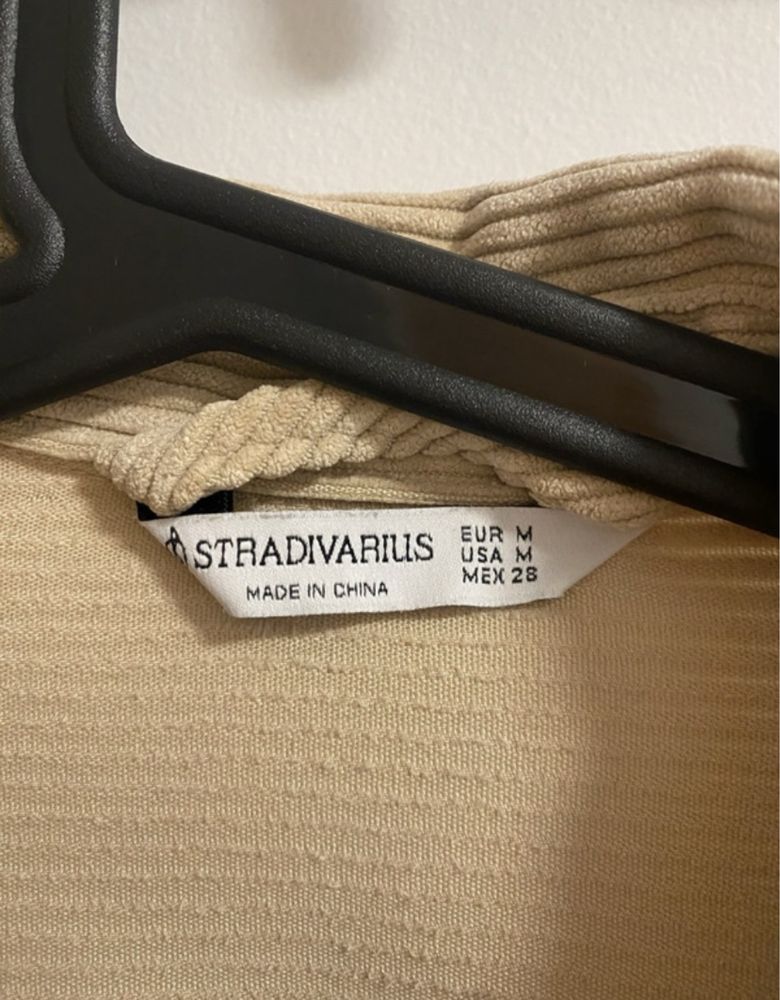 STRADIVARIUS
MADE IN CHINA
EUR M
USA M
MEX 28